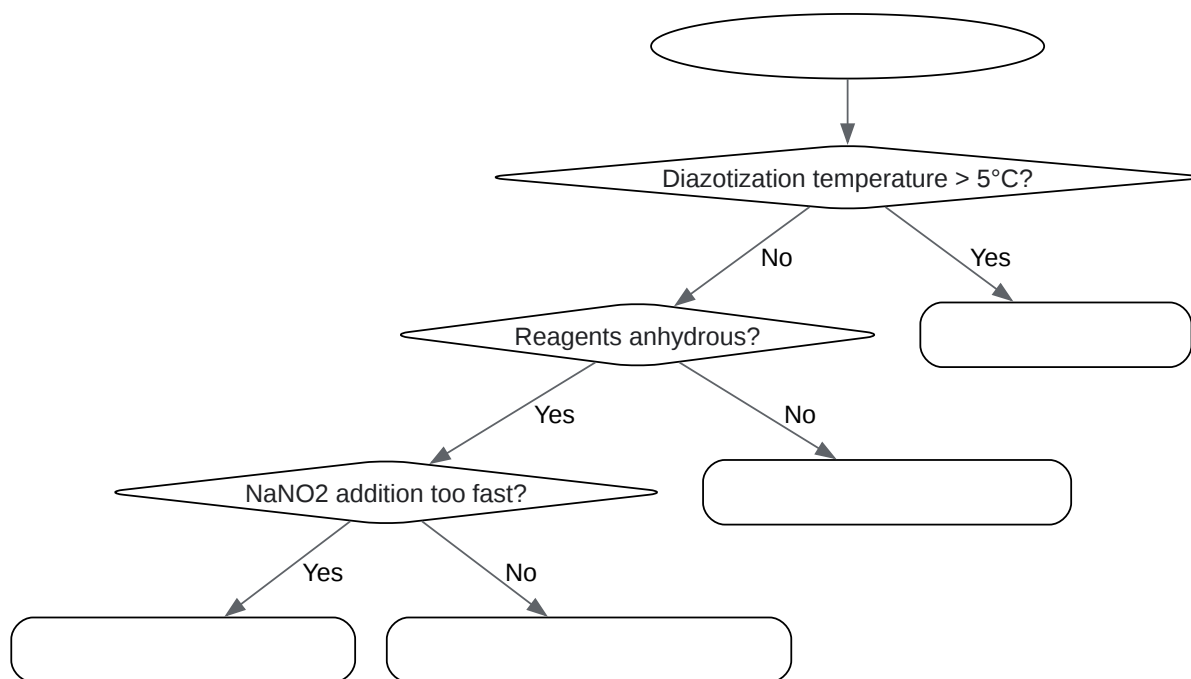 Diazotization temperature > 5°C?
No
Yes
Reagents anhydrous?
Yes
No
NaNO2 addition too fast?
Yes
No